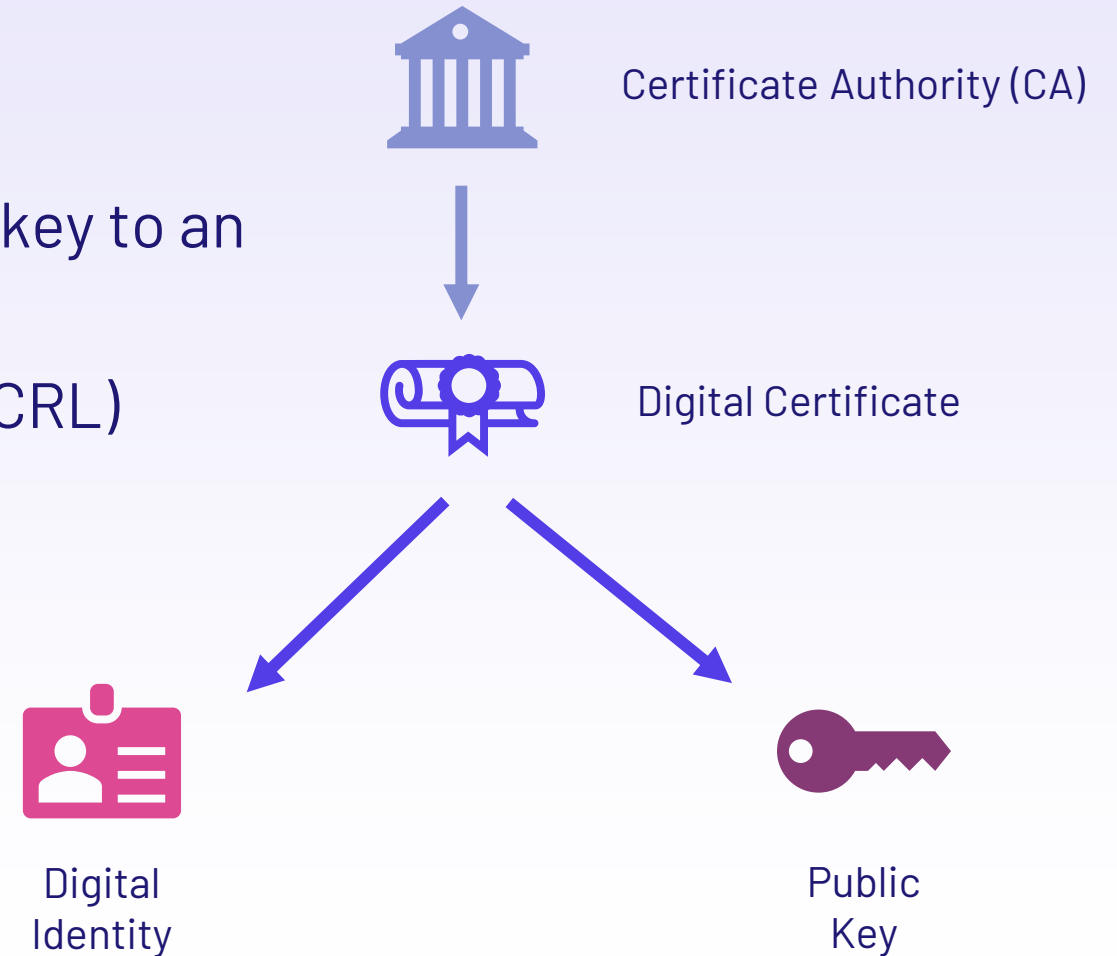 Certificate Authority (CA)
key to an
CRL)
Digital Certificate
Digital
Identity
Public
Key